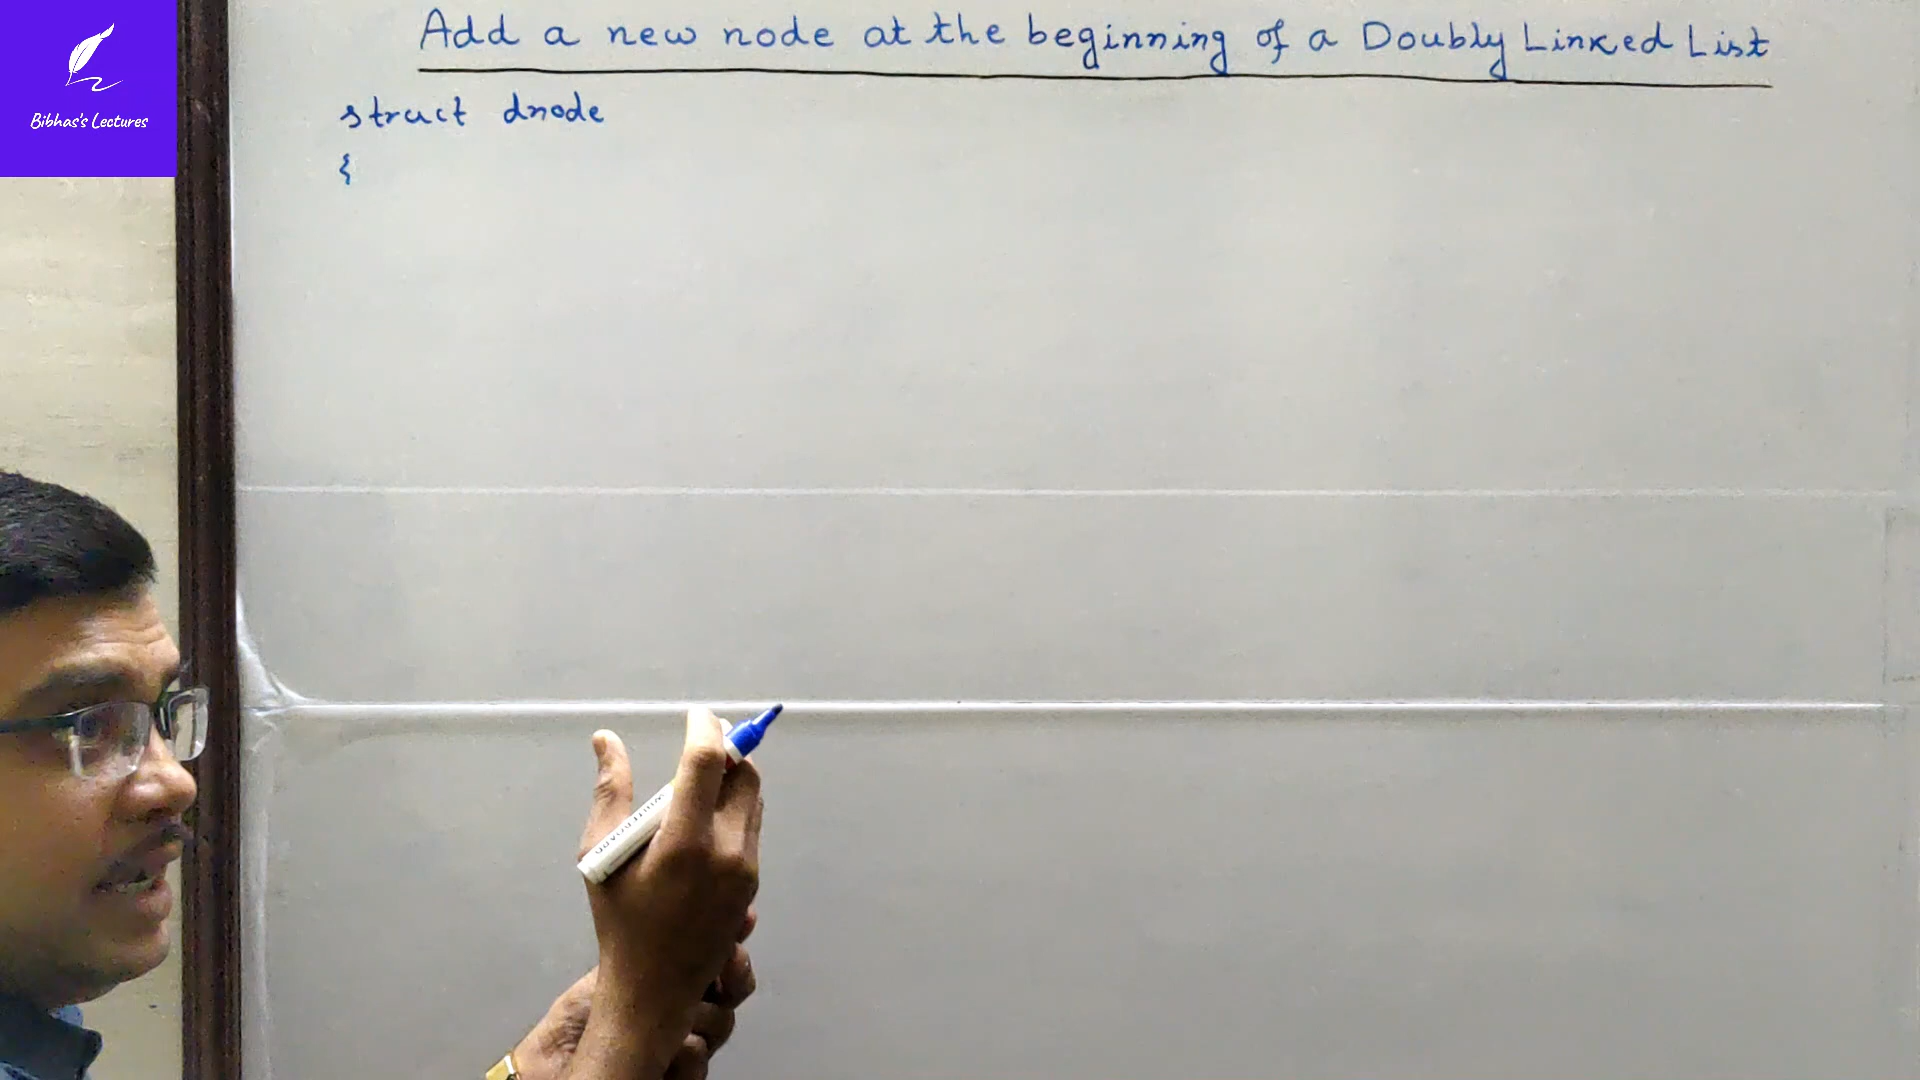 Bibhas's Lectures
Add a new node at the beginning of a Doubly Linked List
struct dnode
{